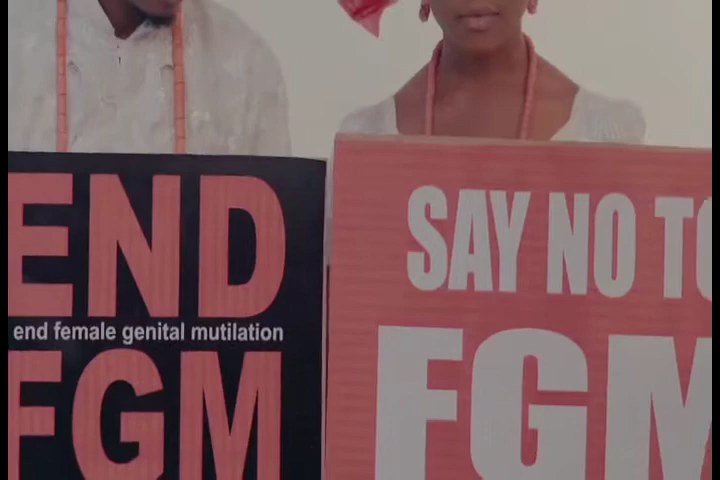 END
end female genital mutilation
FGM
SAY NO TO
FGM